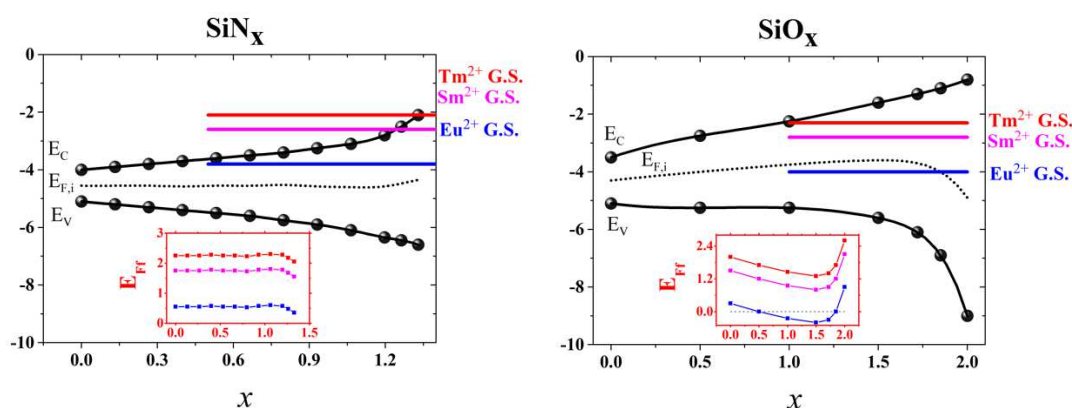 SiNx
SiOx
0
-2
-4
-6
-8
-10
Tm2+ G.S.
Sm2+ G.S.
Eu2+ G.S.
EC
EF,i
EV
EFf
3
2
1
0
0.0 0.5 1.0 1.5
0.0 0.3 0.6 0.9 1.2
x
0
-2
-4
-6
-8
-10
Tm2+ G.S.
Sm2+ G.S.
Eu2+ G.S.
EC
EF,i
EV
EFf
2.4
1.2
0.0
0.0 0.5 1.0 1.5 2.0
0.0 0.5 1.0 1.5 2.0
x